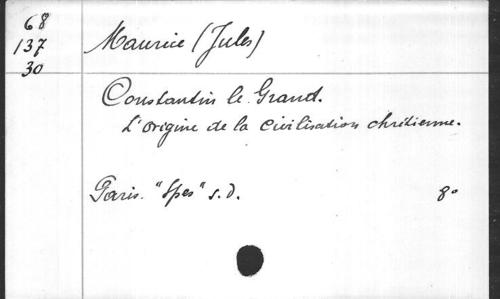 68
137
30
Maurice (Jules)
Constantin le Grand.
L'origine de la civilisation chrétienne.
Paris. "Spes" s.d. 8°